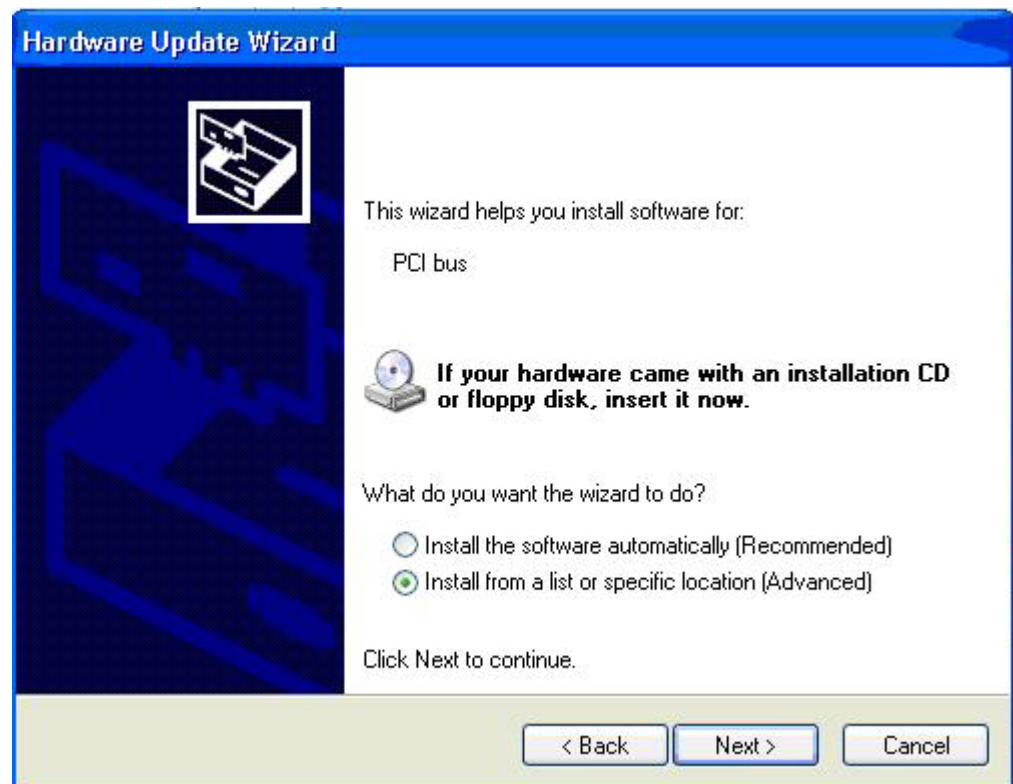 Hardware Update Wizard
This wizard helps you install software for:
PCI bus
If your hardware came with an installation CD
or floppy disk, insert it now.
What do you want the wizard to do?
Install the software automatically (Recommended)
Install from a list or specific location (Advanced)
Click Next to continue.
< Back
Next >
Cancel